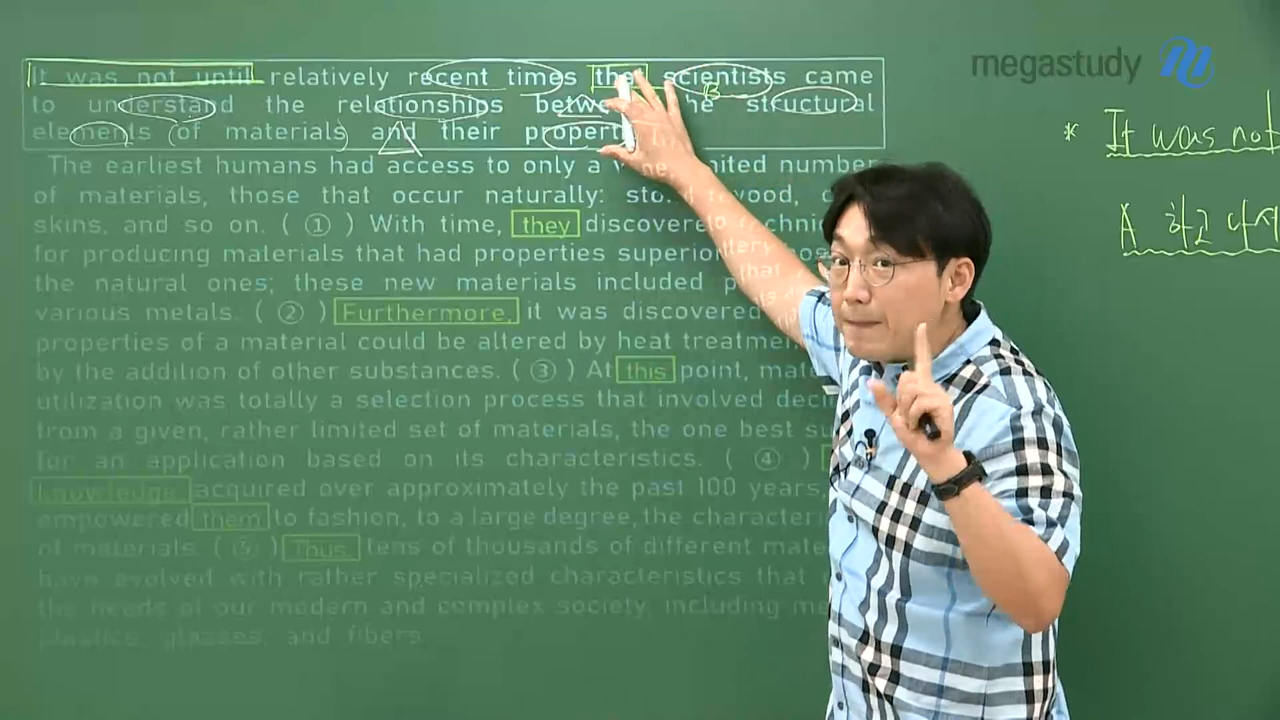 megastudy
It was not until relatively recent times that scientists came
to understand the relationships between the structural
elements of materials and their
The earliest humans had access to only a number
of materials, those that occur naturally:
skins, and so on. ( ① ) With time, they discovered
for producing materials that had properties superior
the natural ones; these new materials included
various metals. ( ② ) Furthermore, it was discovered
properties of a material could be altered by heat
by the addition of other substances. ( ③ ) At this point,
utilization was totally a selection process that involved
from a given, rather limited set of materials, the one best
for an application based on its characteristics. ( ④ )
knowledge acquired over approximately the past 100 years,
empowered them to fashion, to a large degree, the
of materials. ( ⑤ ) Thus, tens of thousands of different
have evolved with rather specialized characteristics that
the needs of our modern and complex society, including
plastics, glasses, and fibers.
* It was not
A 하고 나서
B